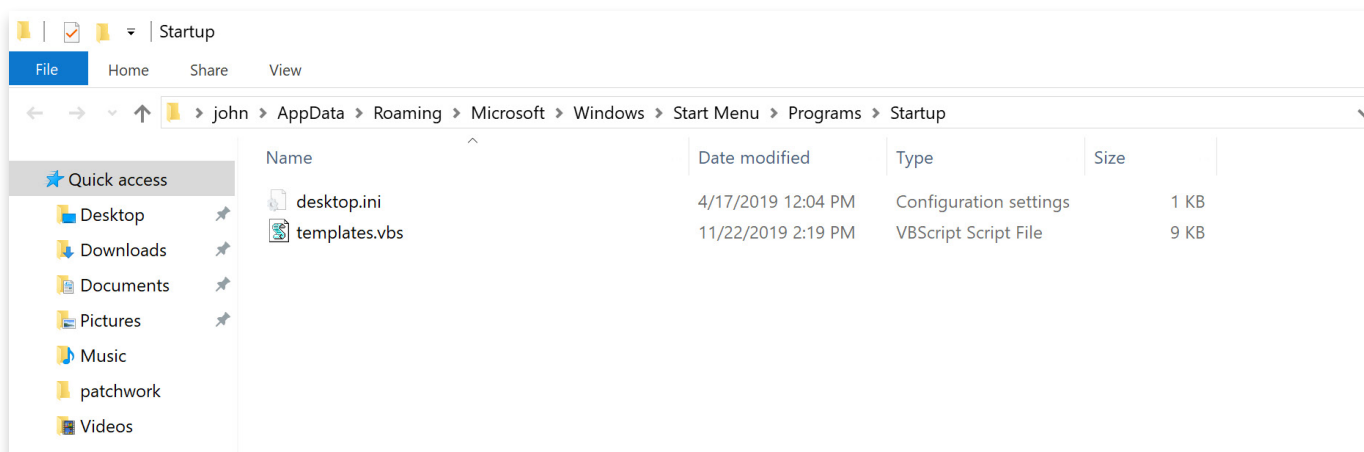 Startup
File Home Share View
john > AppData > Roaming > Microsoft > Windows > Start Menu > Programs > Startup
Name Date modified Type Size
Quick access
desktop.ini 4/17/2019 12:04 PM Configuration settings 1 KB
Desktop
templates.vbs 11/22/2019 2:19 PM VBScript Script File 9 KB
Downloads
Documents
Pictures
Music
patchwork
Videos